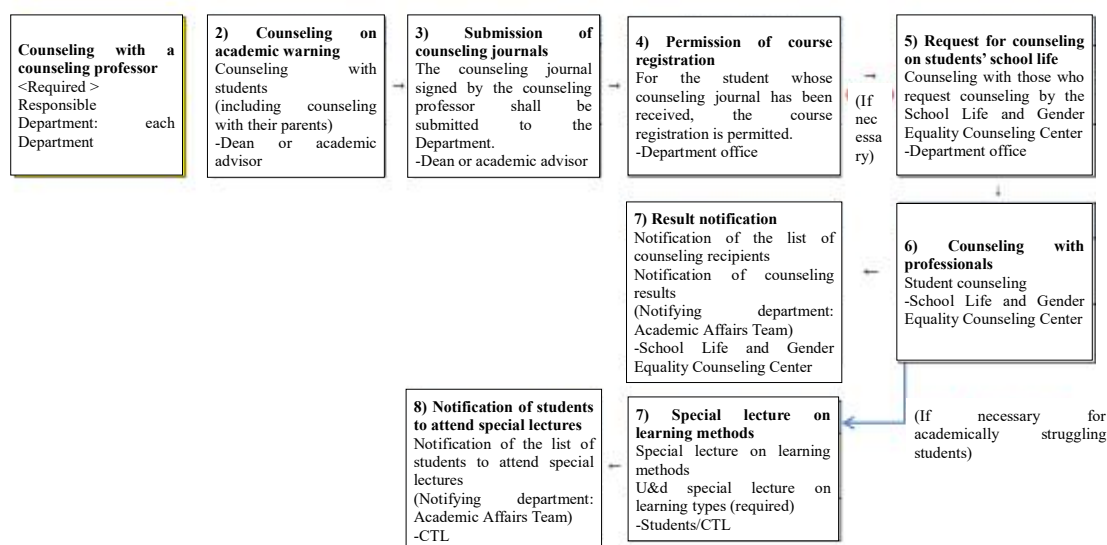 Counseling with a
counseling professor
<Required >
Responsible
Department: each
Department
2) Counseling on
academic warning
Counseling with
students
(including counseling
with their parents)
-Dean or academic
advisor
3) Submission of
counseling journals
The counseling journal
signed by the counseling
professor shall be
submitted to the
Department.
-Dean or academic advisor
4) Permission of course
registration
For the student whose
counseling journal has been
received, the course
registration is permitted.
-Department office
(If
nec
essa
ry)
5) Request for counseling
on students' school life
Counseling with those who
request counseling by the
School Life and Gender
Equality Counseling Center
-Department office
6) Counseling with
professionals
Student counseling
-School Life and Gender
Equality Counseling Center
7) Result notification
Notification of the list of
counseling recipients
Notification of counseling
results
(Notifying department:
Academic Affairs Team)
-School Life and Gender
Equality Counseling Center
(If necessary for
academically struggling
students)
7) Special lecture on
learning methods
Special lecture on learning
methods
U&d special lecture on
learning types (required)
-Students/CTL
8) Notification of students
to attend special lectures
Notification of the list of
students to attend special
lectures
(Notifying department:
Academic Affairs Team)
-CTL